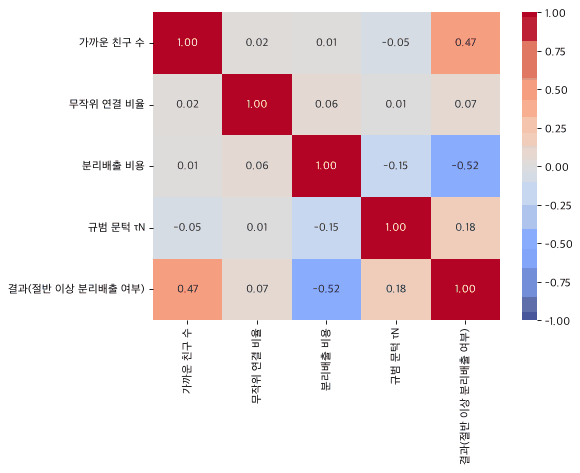 가까운 친구 수
무작위 연결 비율
분리배출 비용
규범 문턱 τN
결과(절반 이상 분리배출 여부)
1.00 0.02 0.01 −0.05 0.47
0.02 1.00 0.06 0.01 0.07
0.01 0.06 1.00 −0.15 −0.52
−0.05 0.01 −0.15 1.00 0.18
0.47 0.07 −0.52 0.18 1.00
가까운 친구 수
무작위 연결 비율
분리배출 비용
규범 문턱 τN
결과(절반 이상 분리배출 여부)
1.00
0.75
0.50
0.25
0.00
−0.25
−0.50
−0.75
−1.00